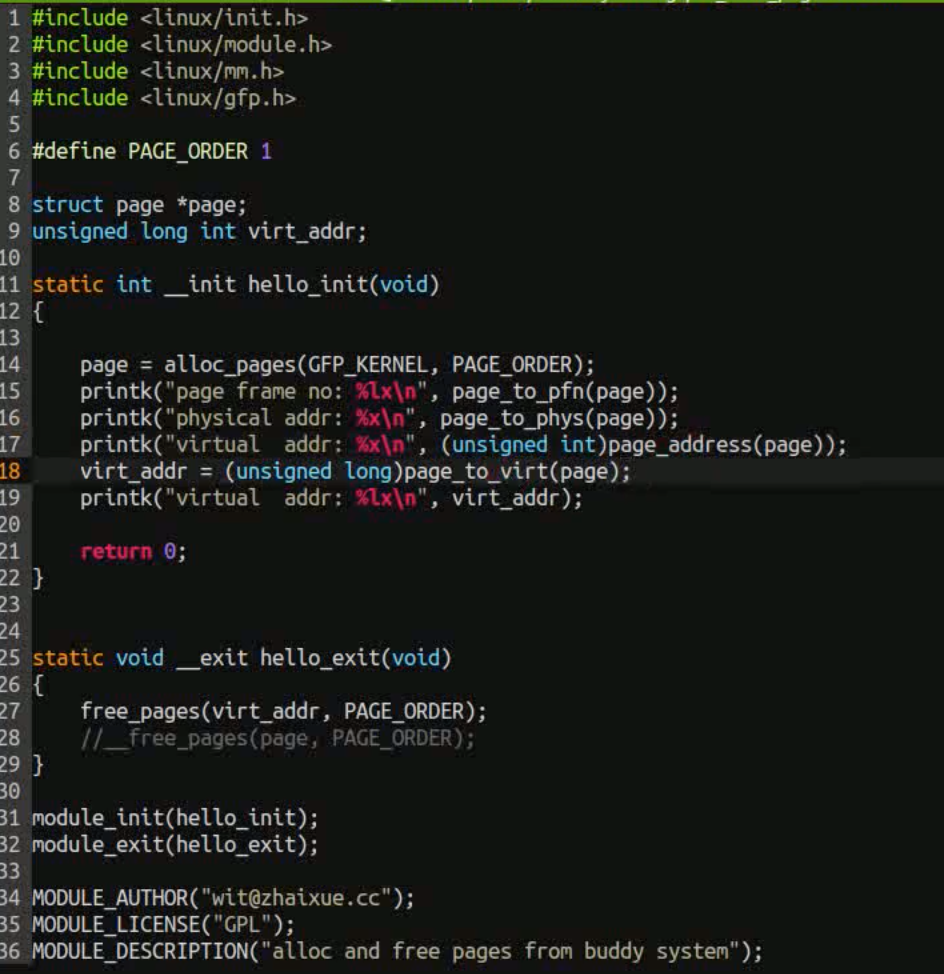 1 #include <linux/init.h>
2 #include <linux/module.h>
3 #include <linux/mm.h>
4 #include <linux/gfp.h>
5
6 #define PAGE_ORDER 1
7
8 struct page *page;
9 unsigned long int virt_addr;
10
11 static int __init hello_init(void)
12 {
13
14     page = alloc_pages(GFP_KERNEL, PAGE_ORDER);
15     printk("page frame no: %lx\n", page_to_pfn(page));
16     printk("physical addr: %x\n", page_to_phys(page));
17     printk("virtual  addr: %x\n", (unsigned int)page_address(page));
18     virt_addr = (unsigned long)page_to_virt(page);
19     printk("virtual  addr: %lx\n", virt_addr);
20
21     return 0;
22 }
23
24
25 static void __exit hello_exit(void)
26 {
27     free_pages(virt_addr, PAGE_ORDER);
28     //__free_pages(page, PAGE_ORDER);
29 }
30
31 module_init(hello_init);
32 module_exit(hello_exit);
33
34 MODULE_AUTHOR("wit@zhaixue.cc");
35 MODULE_LICENSE("GPL");
36 MODULE_DESCRIPTION("alloc and free pages from buddy system");